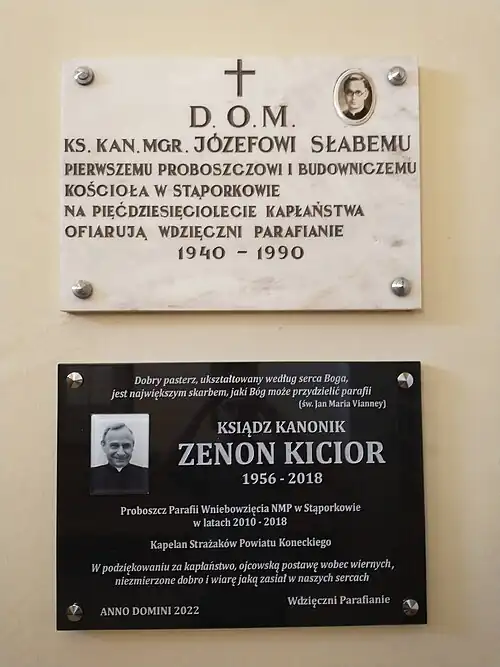 D.O.M.
KS. KAN. MGR. JÓZEFOWI SŁABEMU
PIERWSZEMU PROBOSZCZOWI I BUDOWNICZEMU
KOŚCIOŁA W STĄPORKOWIE
NA PIĘĆDZIESIĘCIOLECIE KAPŁAŃSTWA
OFIARUJĄ WDZIĘCZNI PARAFIANIE
1940 – 1990
Dobry pasterz, ukształtowany według serca Boga,
jest największym skarbem, jaki Bóg może przydzielić parafii
(św. Jan Maria Vianney)
KSIĄDZ KANONIK
ZENON KICIOR
1956 - 2018
Proboszcz Parafii Wniebowzięcia NMP w Stąporkowie
w latach 2010 - 2018
Kapelan Strażaków Powiatu Koneckiego
W podziękowaniu za kapłaństwo, ojcowską postawę wobec wiernych,
niezmierzone dobro i wiarę jaką zasiał w naszych sercach
Wdzięczni Parafianie
ANNO DOMINI 2022